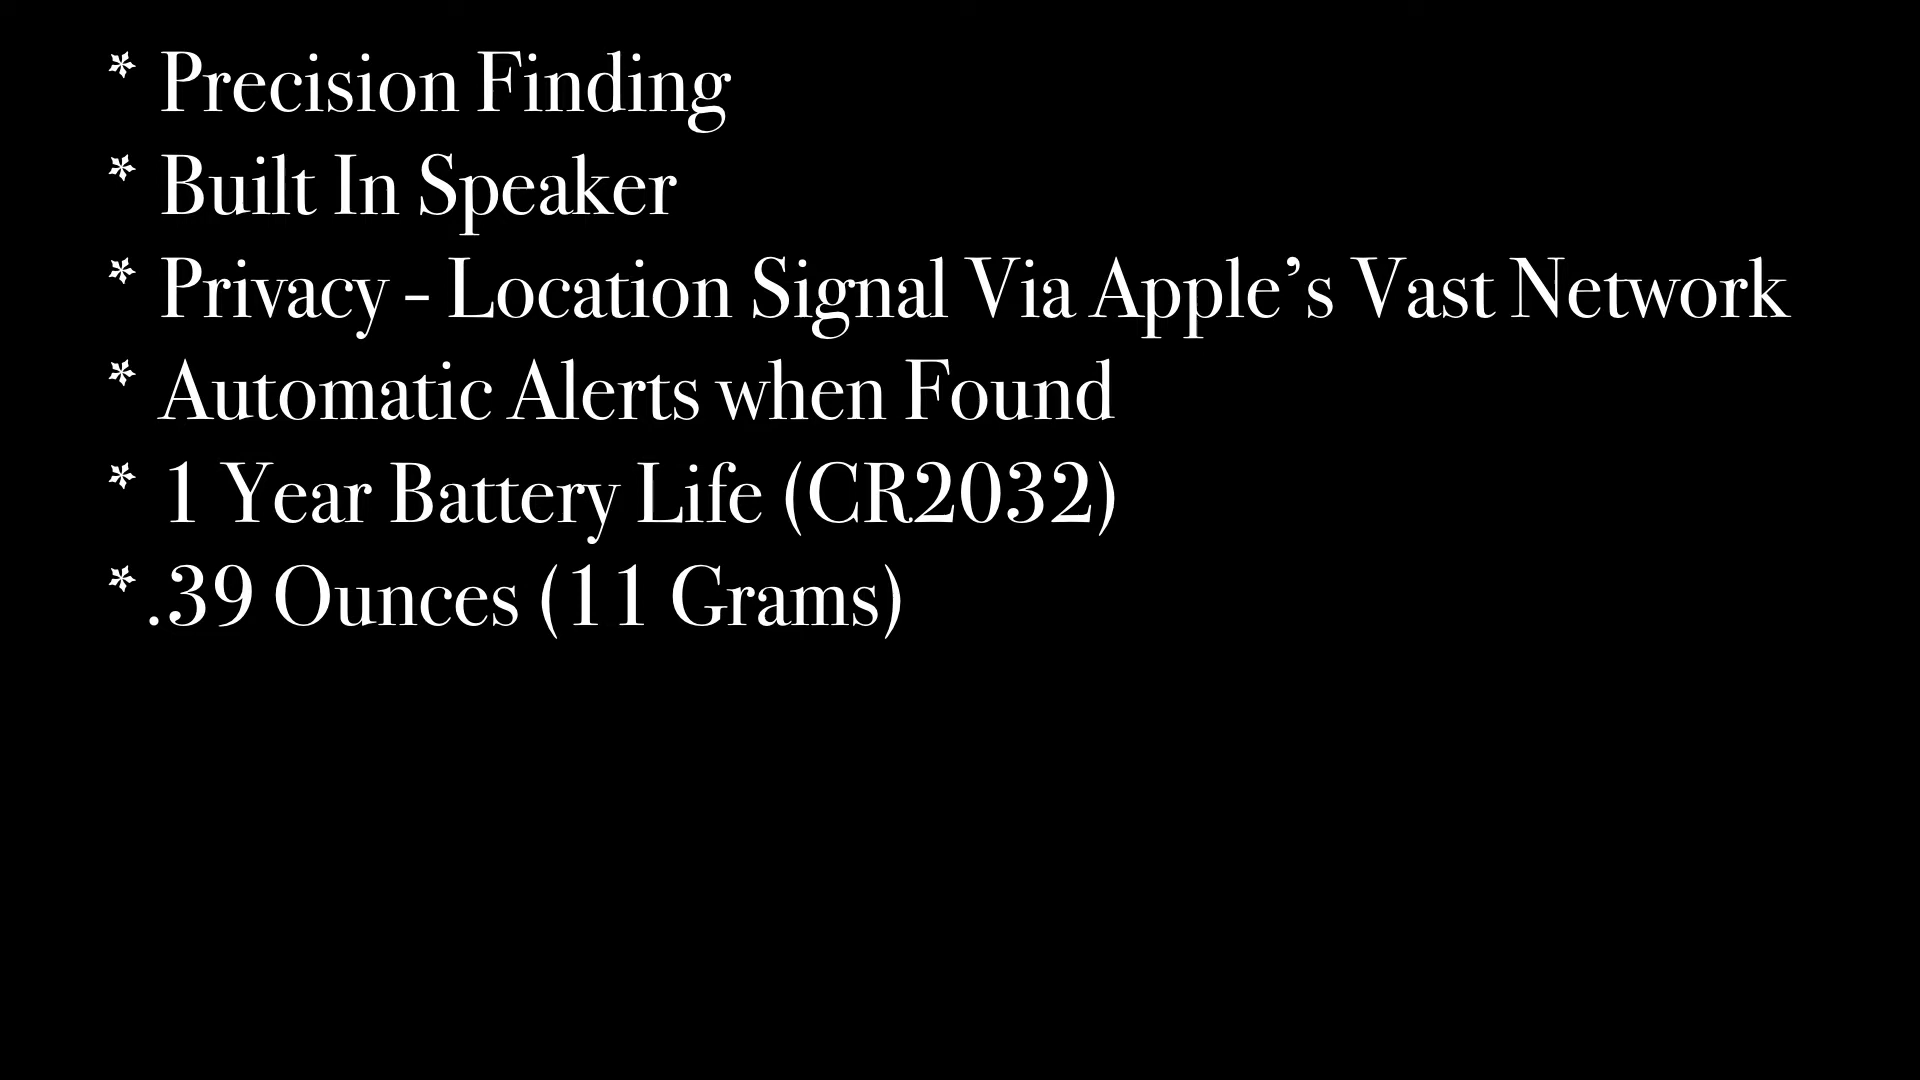 * Precision Finding
* Built In Speaker
* Privacy - Location Signal Via Apple’s Vast Network
* Automatic Alerts when Found
* 1 Year Battery Life (CR2032)
* .39 Ounces (11 Grams)